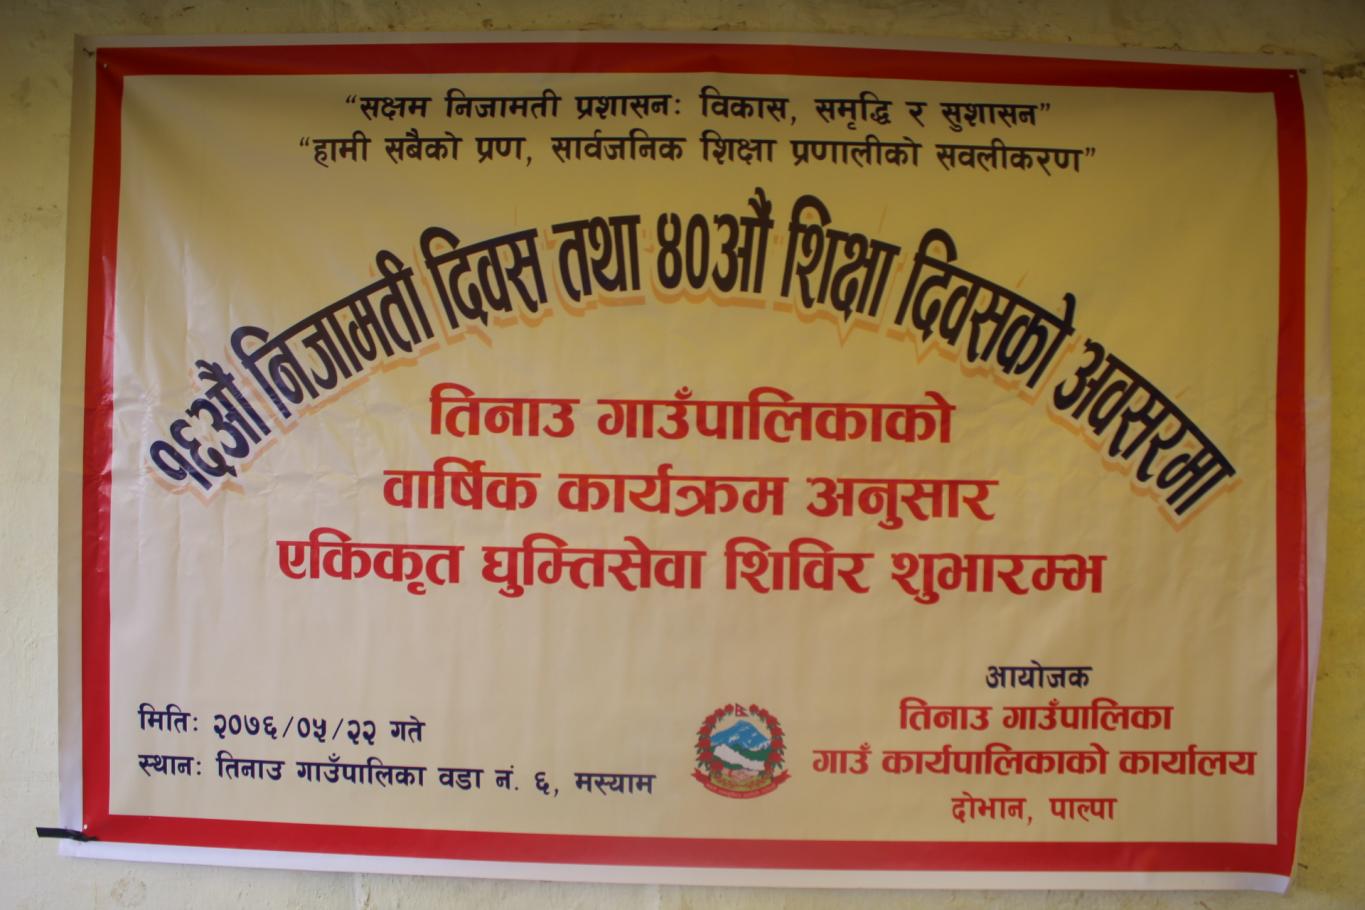 “सक्षम निजामती प्रशासनः विकास, समृद्धि र सुशासन”
“हामी सबैको प्रण, सार्वजनिक शिक्षा प्रणालीको सवलीकरण”
१६औं निजामती दिवस तथा ४०औं शिक्षा दिवसको अवसरमा
तिनाउ गाउँपालिकाको
वार्षिक कार्यक्रम अनुसार
एकिकृत घुम्तिसेवा शिविर शुभारम्भ
मितिः २०७६/०५/२२ गते
स्थानः तिनाउ गाउँपालिका वडा नं. ६, मस्याम
आयोजक
तिनाउ गाउँपालिका
गाउँ कार्यपालिकाको कार्यालय
दोभान, पाल्पा